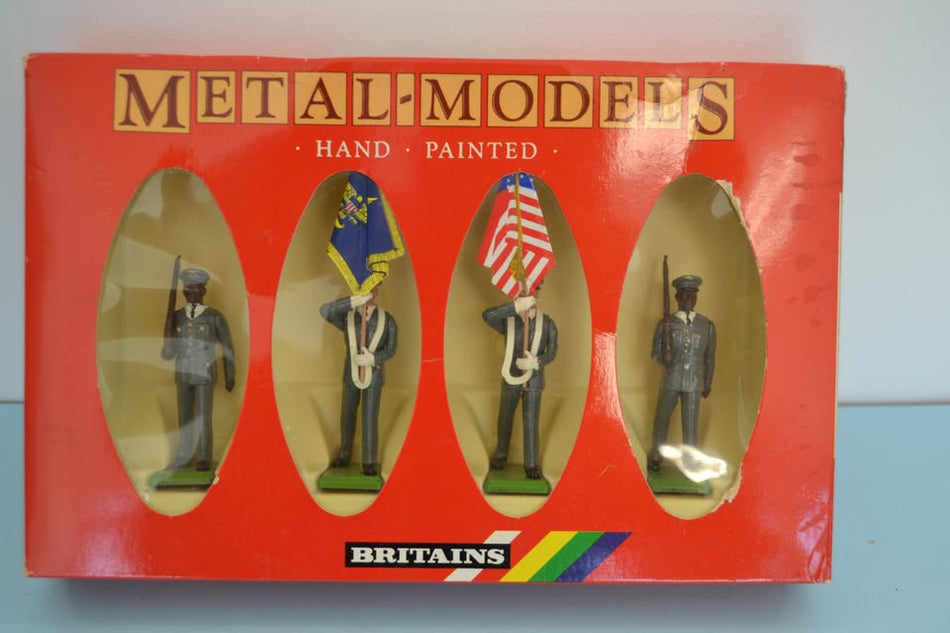 METAL-MODELS
· HAND · PAINTED ·
BRITAINS